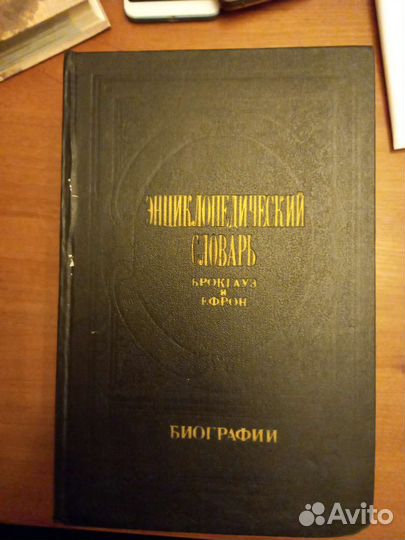 ЭНЦИКЛОПЕДИЧЕСКИЙ
СЛОВАРЬ
БРОКГАУЗ
И
ЕФРОН
БИОГРАФИИ
Avito